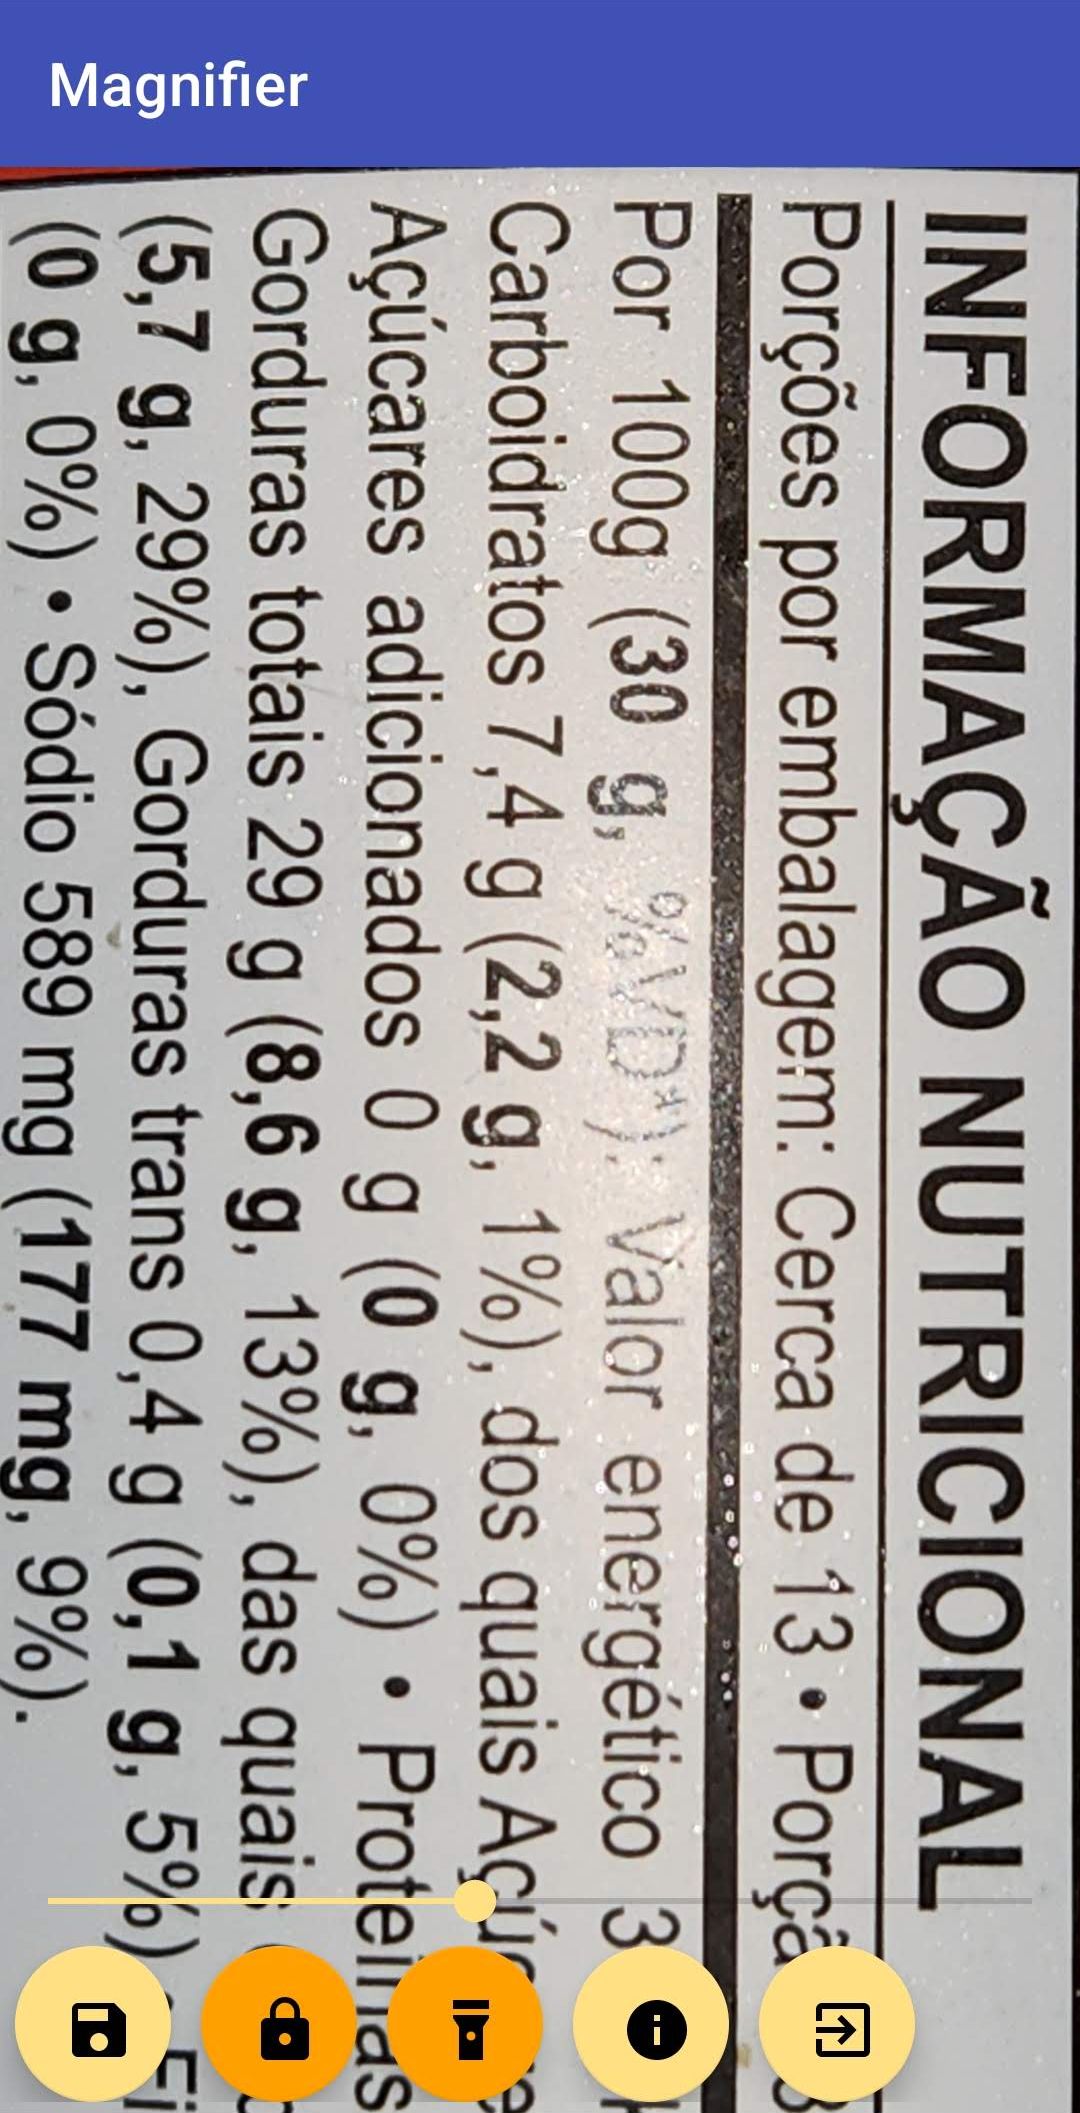 Magnifier
INFORMAÇÃO NUTRICIONAL
Porções por embalagem: Cerca de 13 • Porçã
Por 100g (30 g, %VD*): Valor energético 3
Carboidratos 7,4 g (2,2 g, 1%), dos quais
Açúcares adicionados 0 g (0 g, 0%) • Proteínas
Gorduras totais 29 g (8,6 g, 13%), das quais
(5,7 g, 29%), Gorduras trans 0,4 g (0,1 g, 5%)
(0 g, 0%) • Sódio 589 mg (177 mg, 9%).